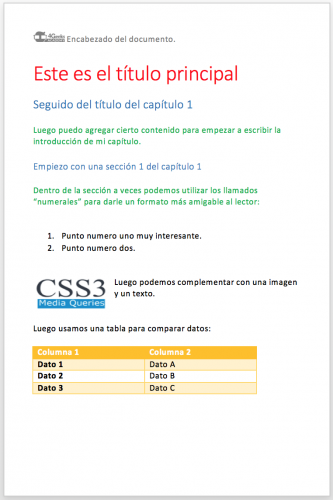 Encabezado del documento.
Este es el título principal
Seguido del título del capítulo 1
Luego puedo agregar cierto contenido para empezar a escribir la
introducción de mi capitulo.
Empiezo con una sección 1 del capítulo 1
Dentro de la sección a veces podemos utilizar los llamados
“numerales” para darle un formato más amigable al lector:
1. Punto numero uno muy interesante.
2. Punto numero dos.
CSS3
Media Queries
Luego podemos complementar con una imagen
y un texto.
Luego usamos una tabla para comparar datos:
Columna 1 Columna 2
Dato 1 Dato A
Dato 2 Dato B
Dato 3 Dato C